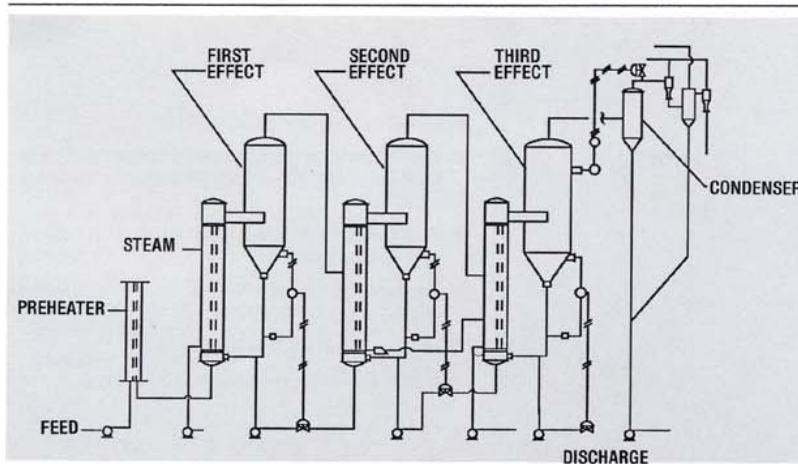 FIRST
EFFECT
SECOND
EFFECT
THIRD
EFFECT
CONDENSER
STEAM
PREHEATER
FEED
DISCHARGE